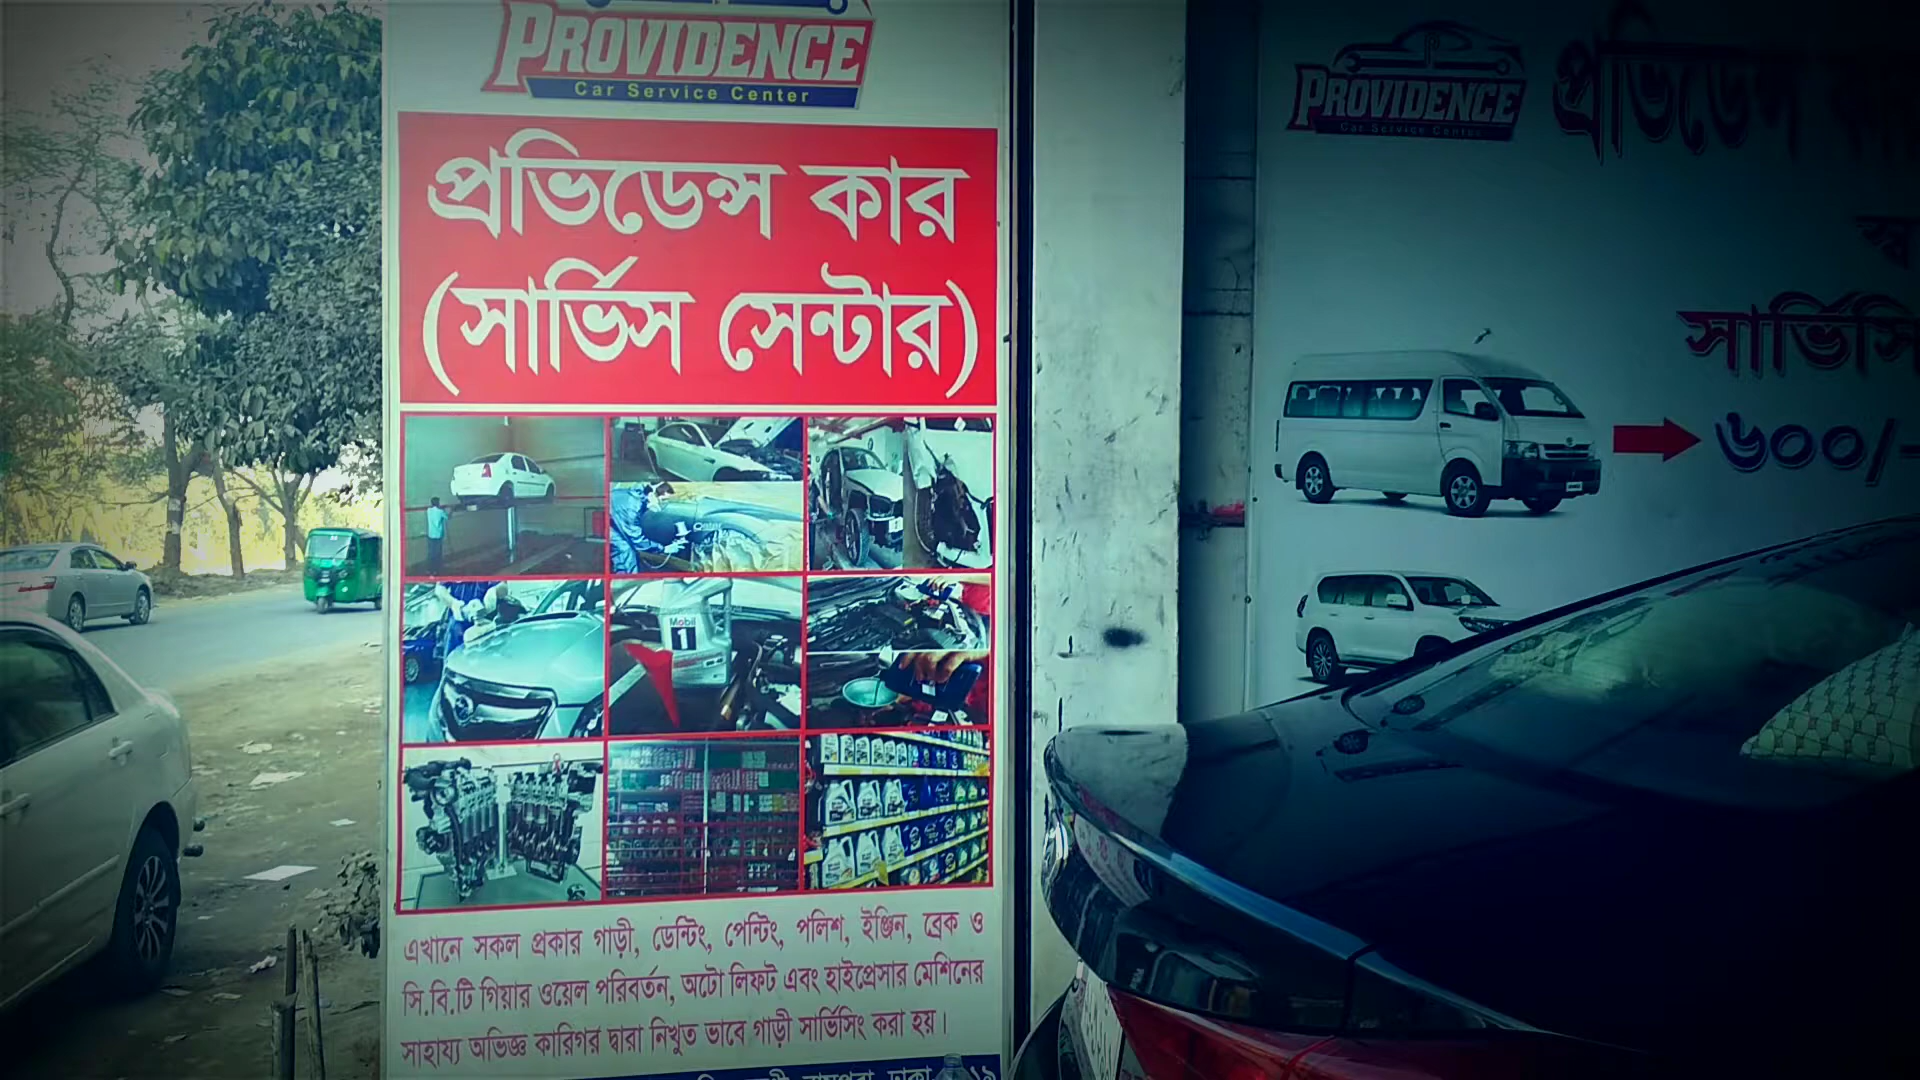 PROVIDENCE
Car Service Center
প্রভিডেন্স কার
(সার্ভিস সেন্টার)
Mobil
1
এখানে সকল প্রকার গাড়ী, ডেন্টিং, পেন্টিং, পলিশ, ইঞ্জিন, ব্রেক ও
সি.বি.টি গিয়ার ওয়েল পরিবর্তন, অটো লিফট এবং হাইপ্রেসার মেশিনের
সাহায্য অভিজ্ঞ কারিগর দ্বারা নিখুত ভাবে গাড়ী সার্ভিসিং করা হয়।
PROVIDENCE
Car Service Center
প্রভিডেন্স
সার্ভিসি
৬০০/-